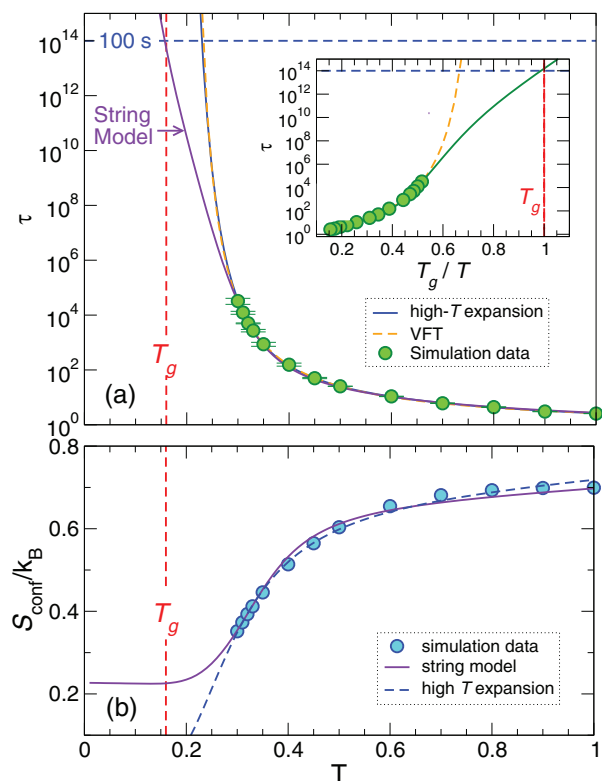 10^14
100 s
10^12
10^10
10^8
10^6
10^4
10^2
10^0
τ
String
Model
T_g
(a)
10^14
10^12
10^10
10^8
10^6
10^4
10^2
10^0
τ
T_g
0.2 0.4 0.6 0.8 1
T_g / T
high-T expansion
VFT
Simulation data
0.8
0.6
0.4
0.2
S_conf/k_B
T_g
(b)
simulation data
string model
high T expansion
0 0.2 0.4 0.6 0.8 1
T